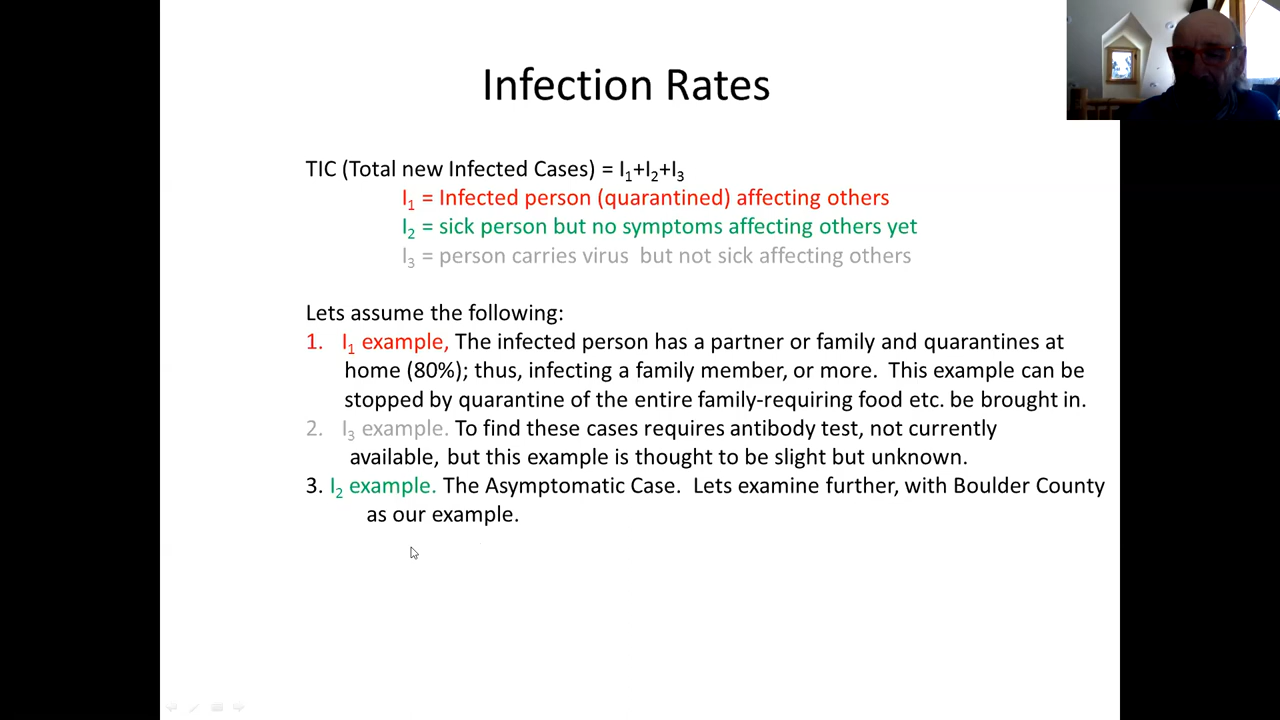 Infection Rates
TIC (Total new Infected Cases) = I₁+I₂+I₃
I₁ = Infected person (quarantined) affecting others
I₂ = sick person but no symptoms affecting others yet
I₃ = person carries virus but not sick affecting others
Lets assume the following:
1. I₁ example, The infected person has a partner or family and quarantines at
home (80%); thus, infecting a family member, or more. This example can be
stopped by quarantine of the entire family-requiring food etc. be brought in.
2. I₃ example. To find these cases requires antibody test, not currently
available, but this example is thought to be slight but unknown.
3. I₂ example. The Asymptomatic Case. Lets examine further, with Boulder County
as our example.